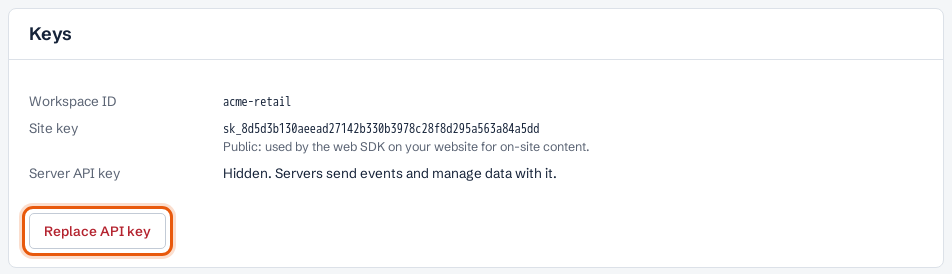 Keys
Workspace ID acme-retail
Site key sk_8d5d3b130aeead27142b330b3978c28f8d295a563a84a5dd
Public: used by the web SDK on your website for on-site content.
Server API key Hidden. Servers send events and manage data with it.
Replace API key